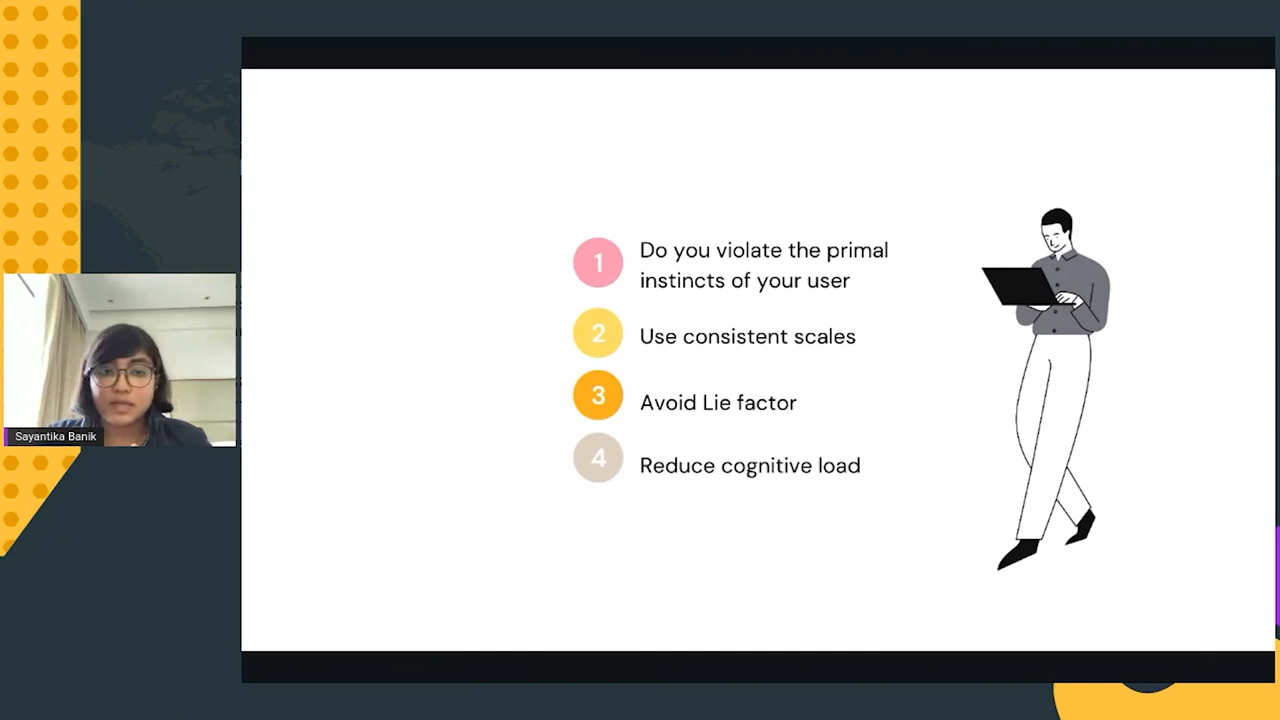 1
Do you violate the primal
instincts of your user
2
Use consistent scales
3
Avoid Lie factor
4
Reduce cognitive load
Sayantika Banik